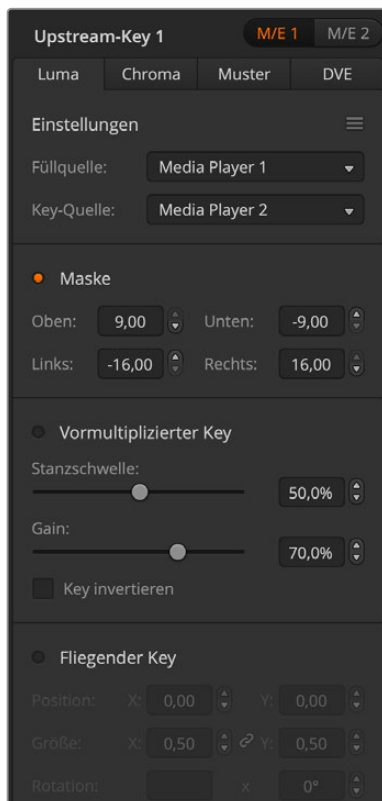 Upstream-Key 1 M/E 1 M/E 2
Luma Chroma Muster DVE
Einstellungen
Füllquelle: Media Player 1
Key-Quelle: Media Player 2
Maske
Oben: 9,00 Unten: -9,00
Links: -16,00 Rechts: 16,00
Vormultiplizierter Key
Stanzschwelle:
50,0%
Gain:
70,0%
Key invertieren
Fliegender Key
Position: X: 0,00 Y: 0,00
Größe: X: 0,50 Y: 0,50
Rotation: x 0°